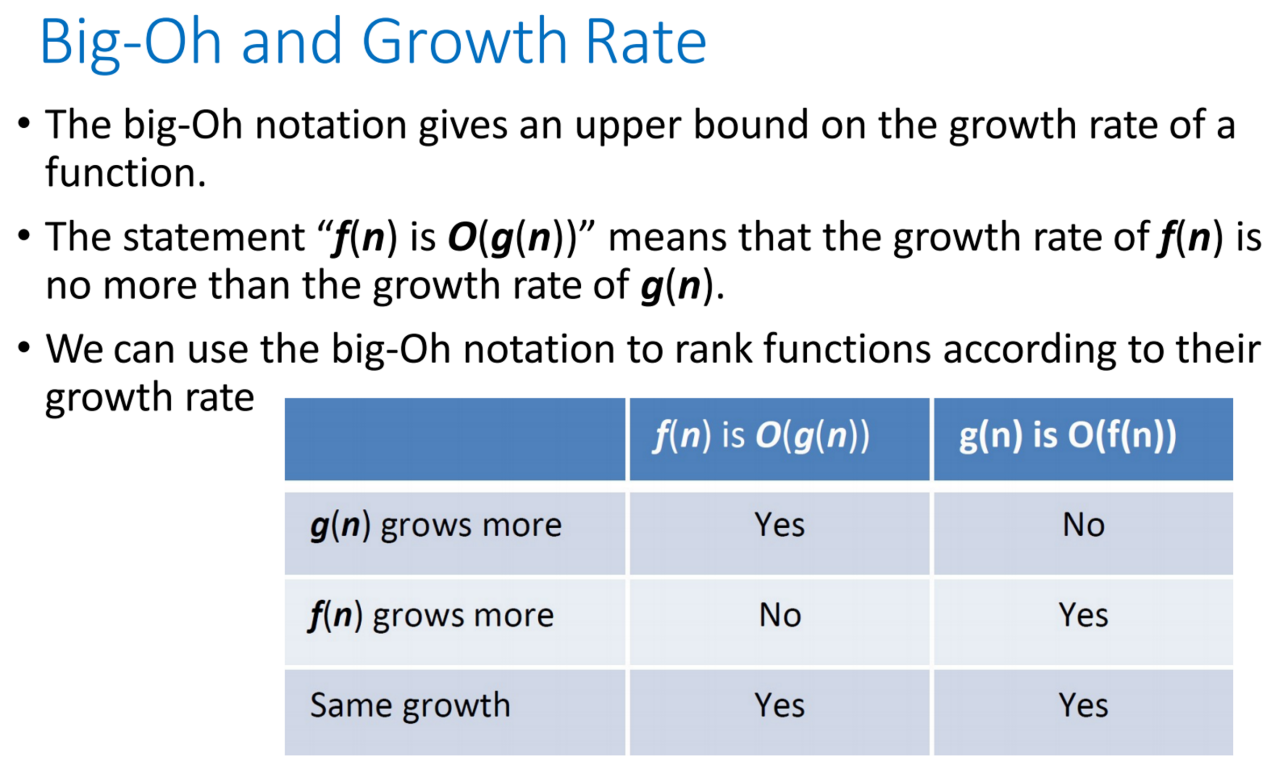 Big-Oh and Growth Rate
• The big-Oh notation gives an upper bound on the growth rate of a
function.
• The statement “f(n) is O(g(n))” means that the growth rate of f(n) is
no more than the growth rate of g(n).
• We can use the big-Oh notation to rank functions according to their
growth rate
f(n) is O(g(n)) g(n) is O(f(n))
g(n) grows more Yes No
f(n) grows more No Yes
Same growth Yes Yes